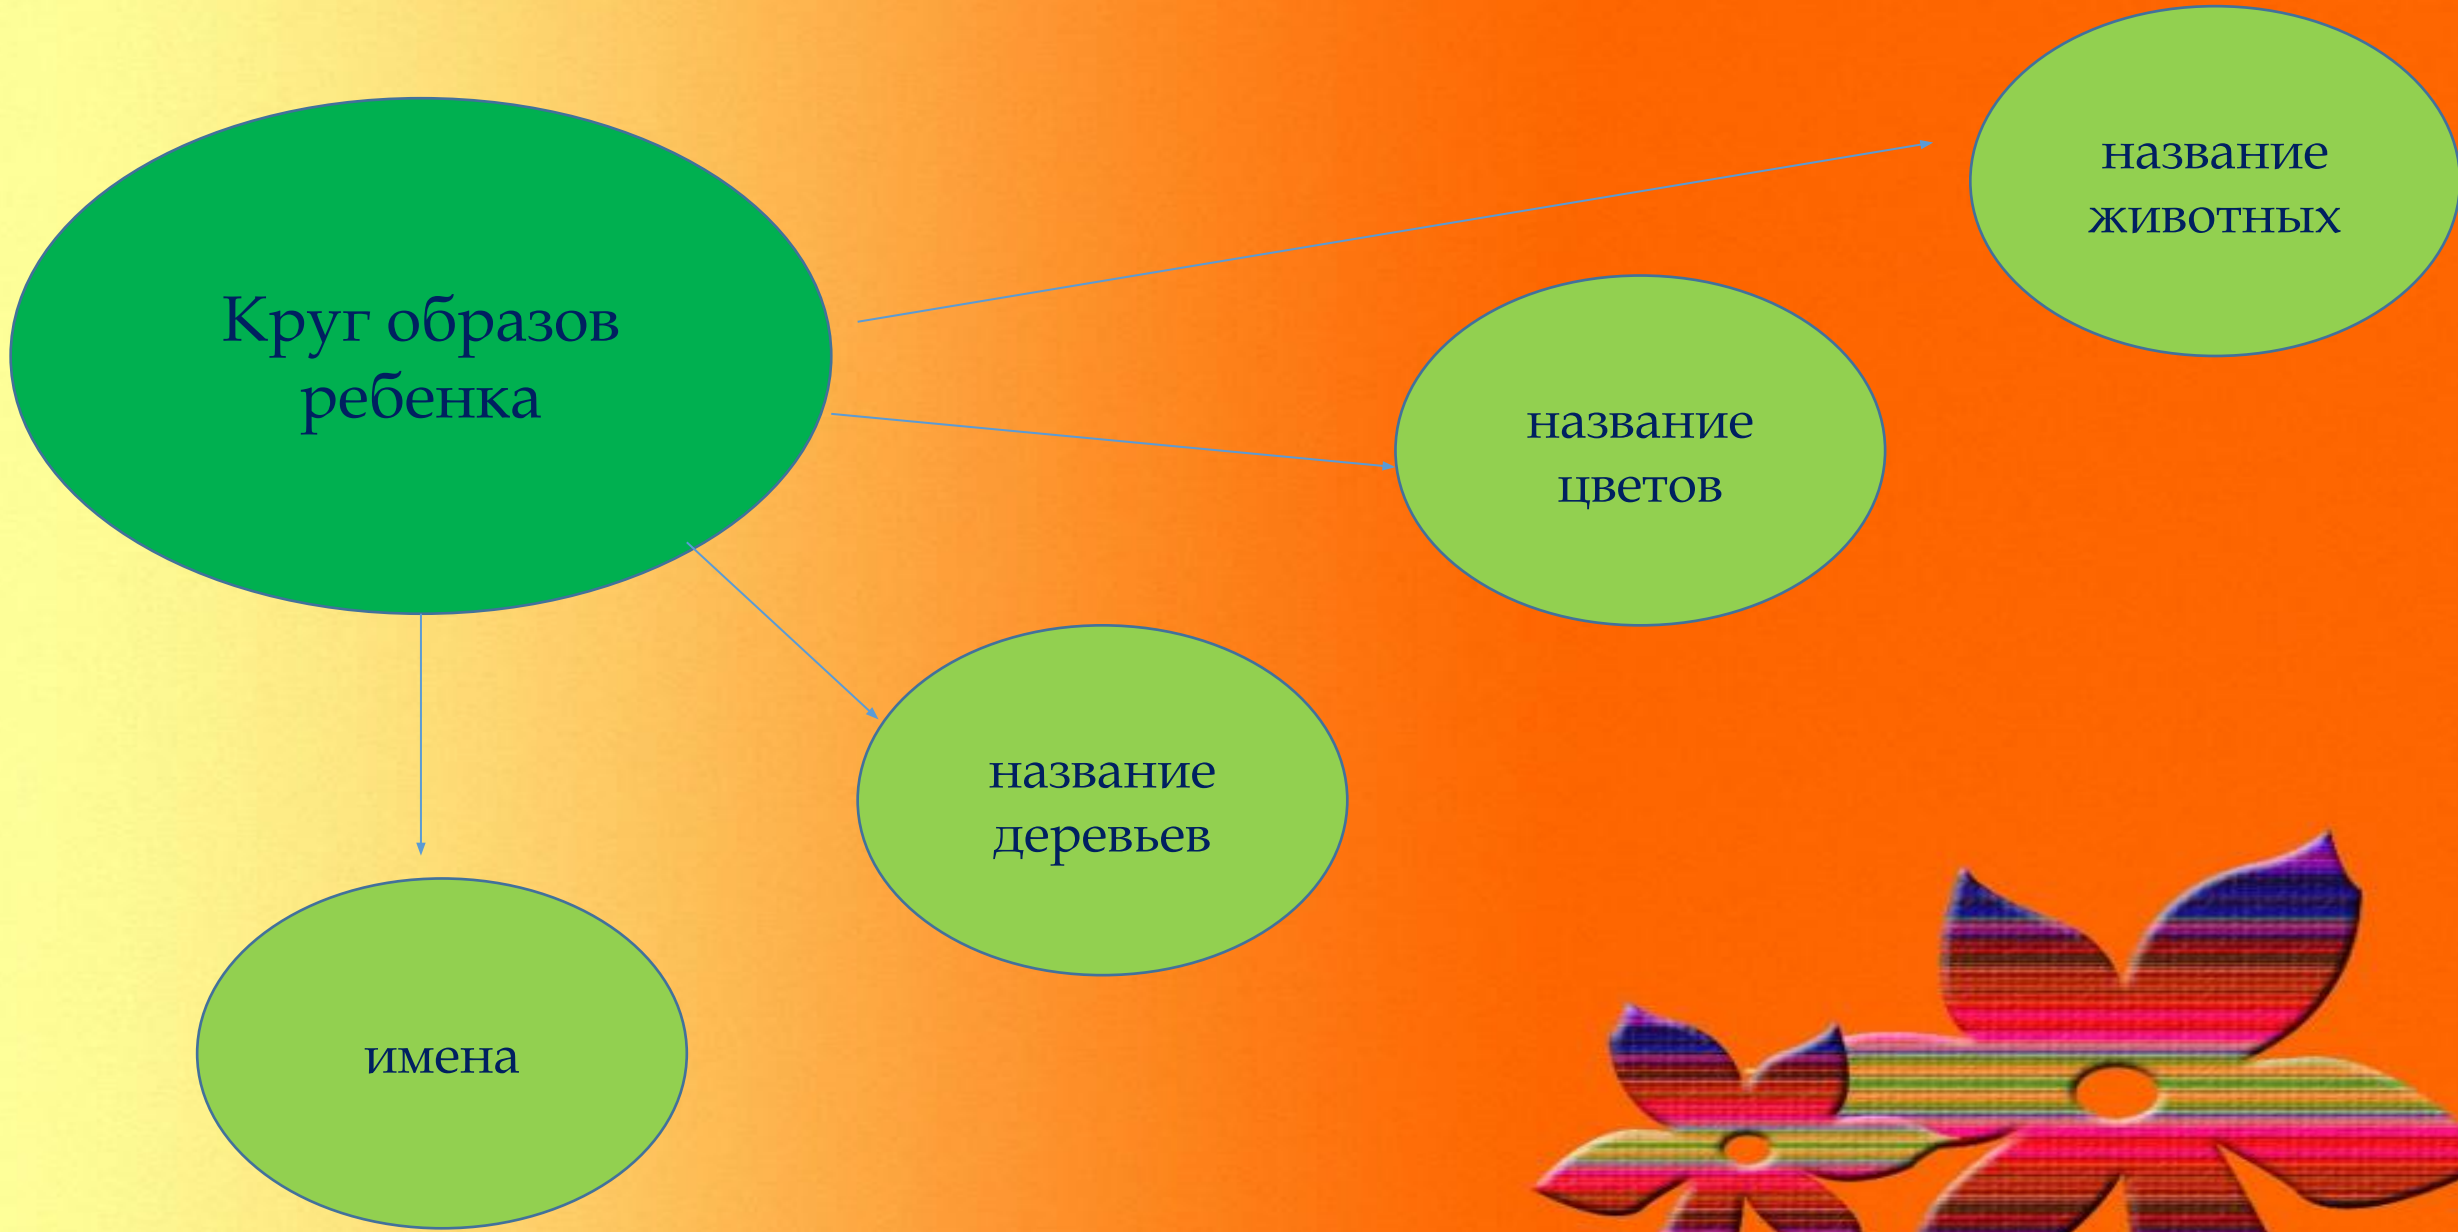 Круг образов
ребенка
название
животных
название
цветов
название
деревьев
имена